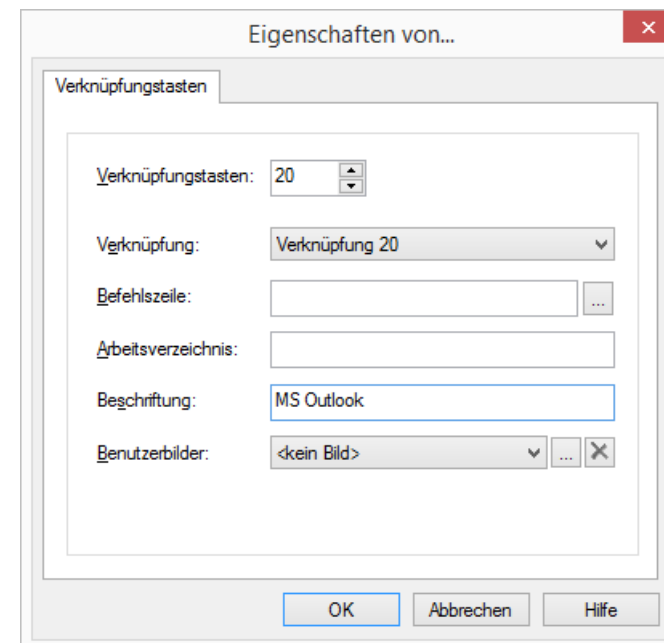 Eigenschaften von...
Verknüpfungstasten
Verknüpfungstasten: 20
Verknüpfung: Verknüpfung 20
Befehlszeile: ...
Arbeitsverzeichnis:
Beschriftung: MS Outlook
Benutzerbilder: <kein Bild> ...
OK Abbrechen Hilfe